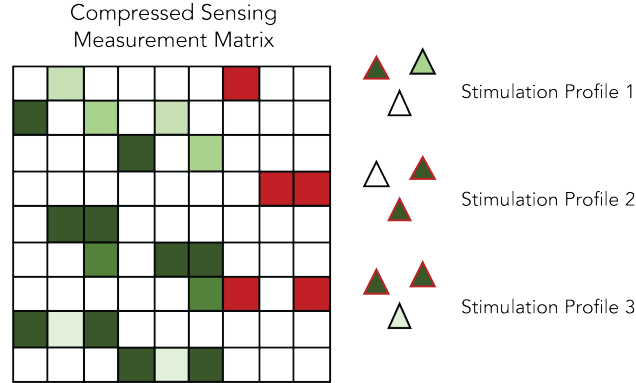 Compressed Sensing
Measurement Matrix
Stimulation Profile 1
Stimulation Profile 2
Stimulation Profile 3